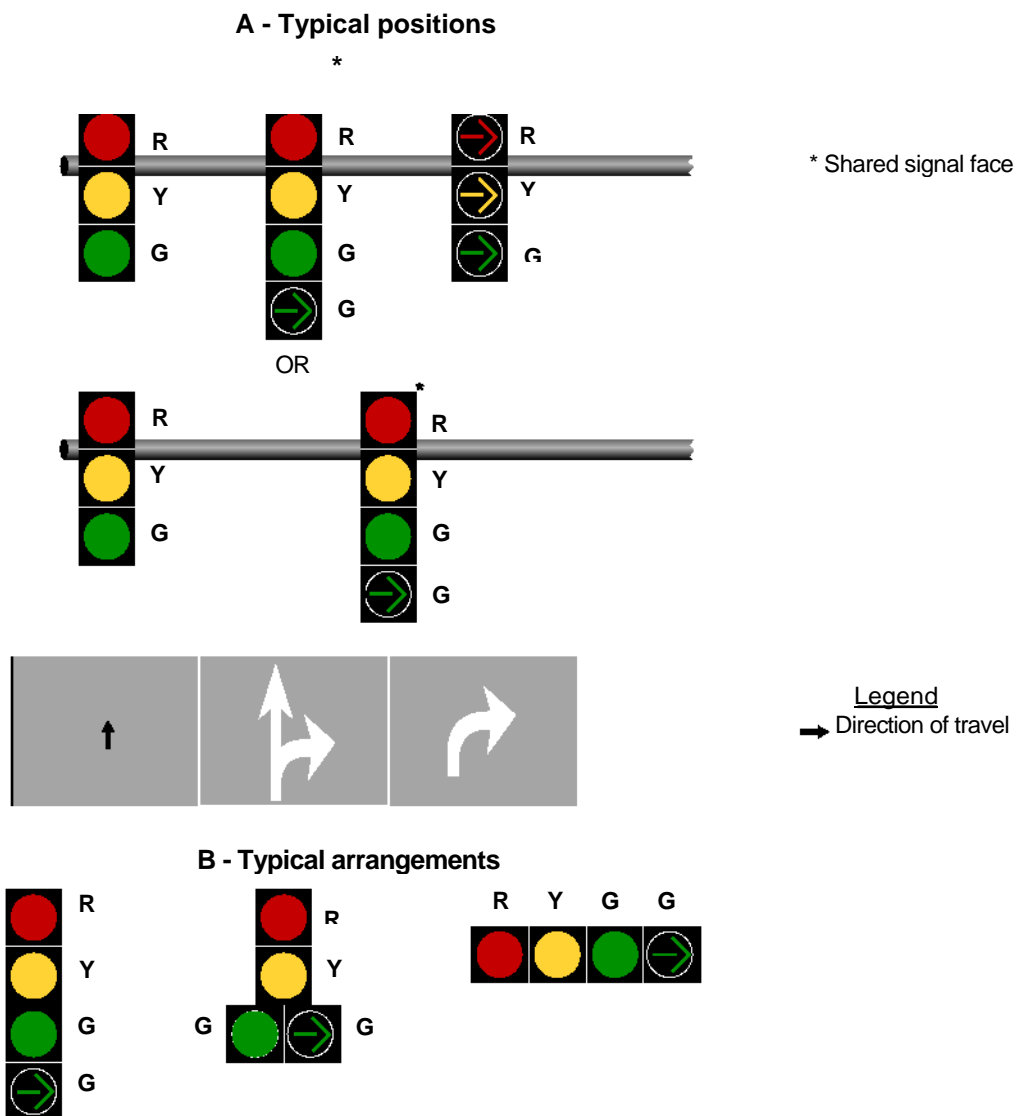 A - Typical positions
*
R R R
* Shared signal face
Y Y Y
G G G
G
OR
*
R R
Y Y
G G
G
Legend
Direction of travel
B - Typical arrangements
R R R Y G G
Y Y
G G G
G